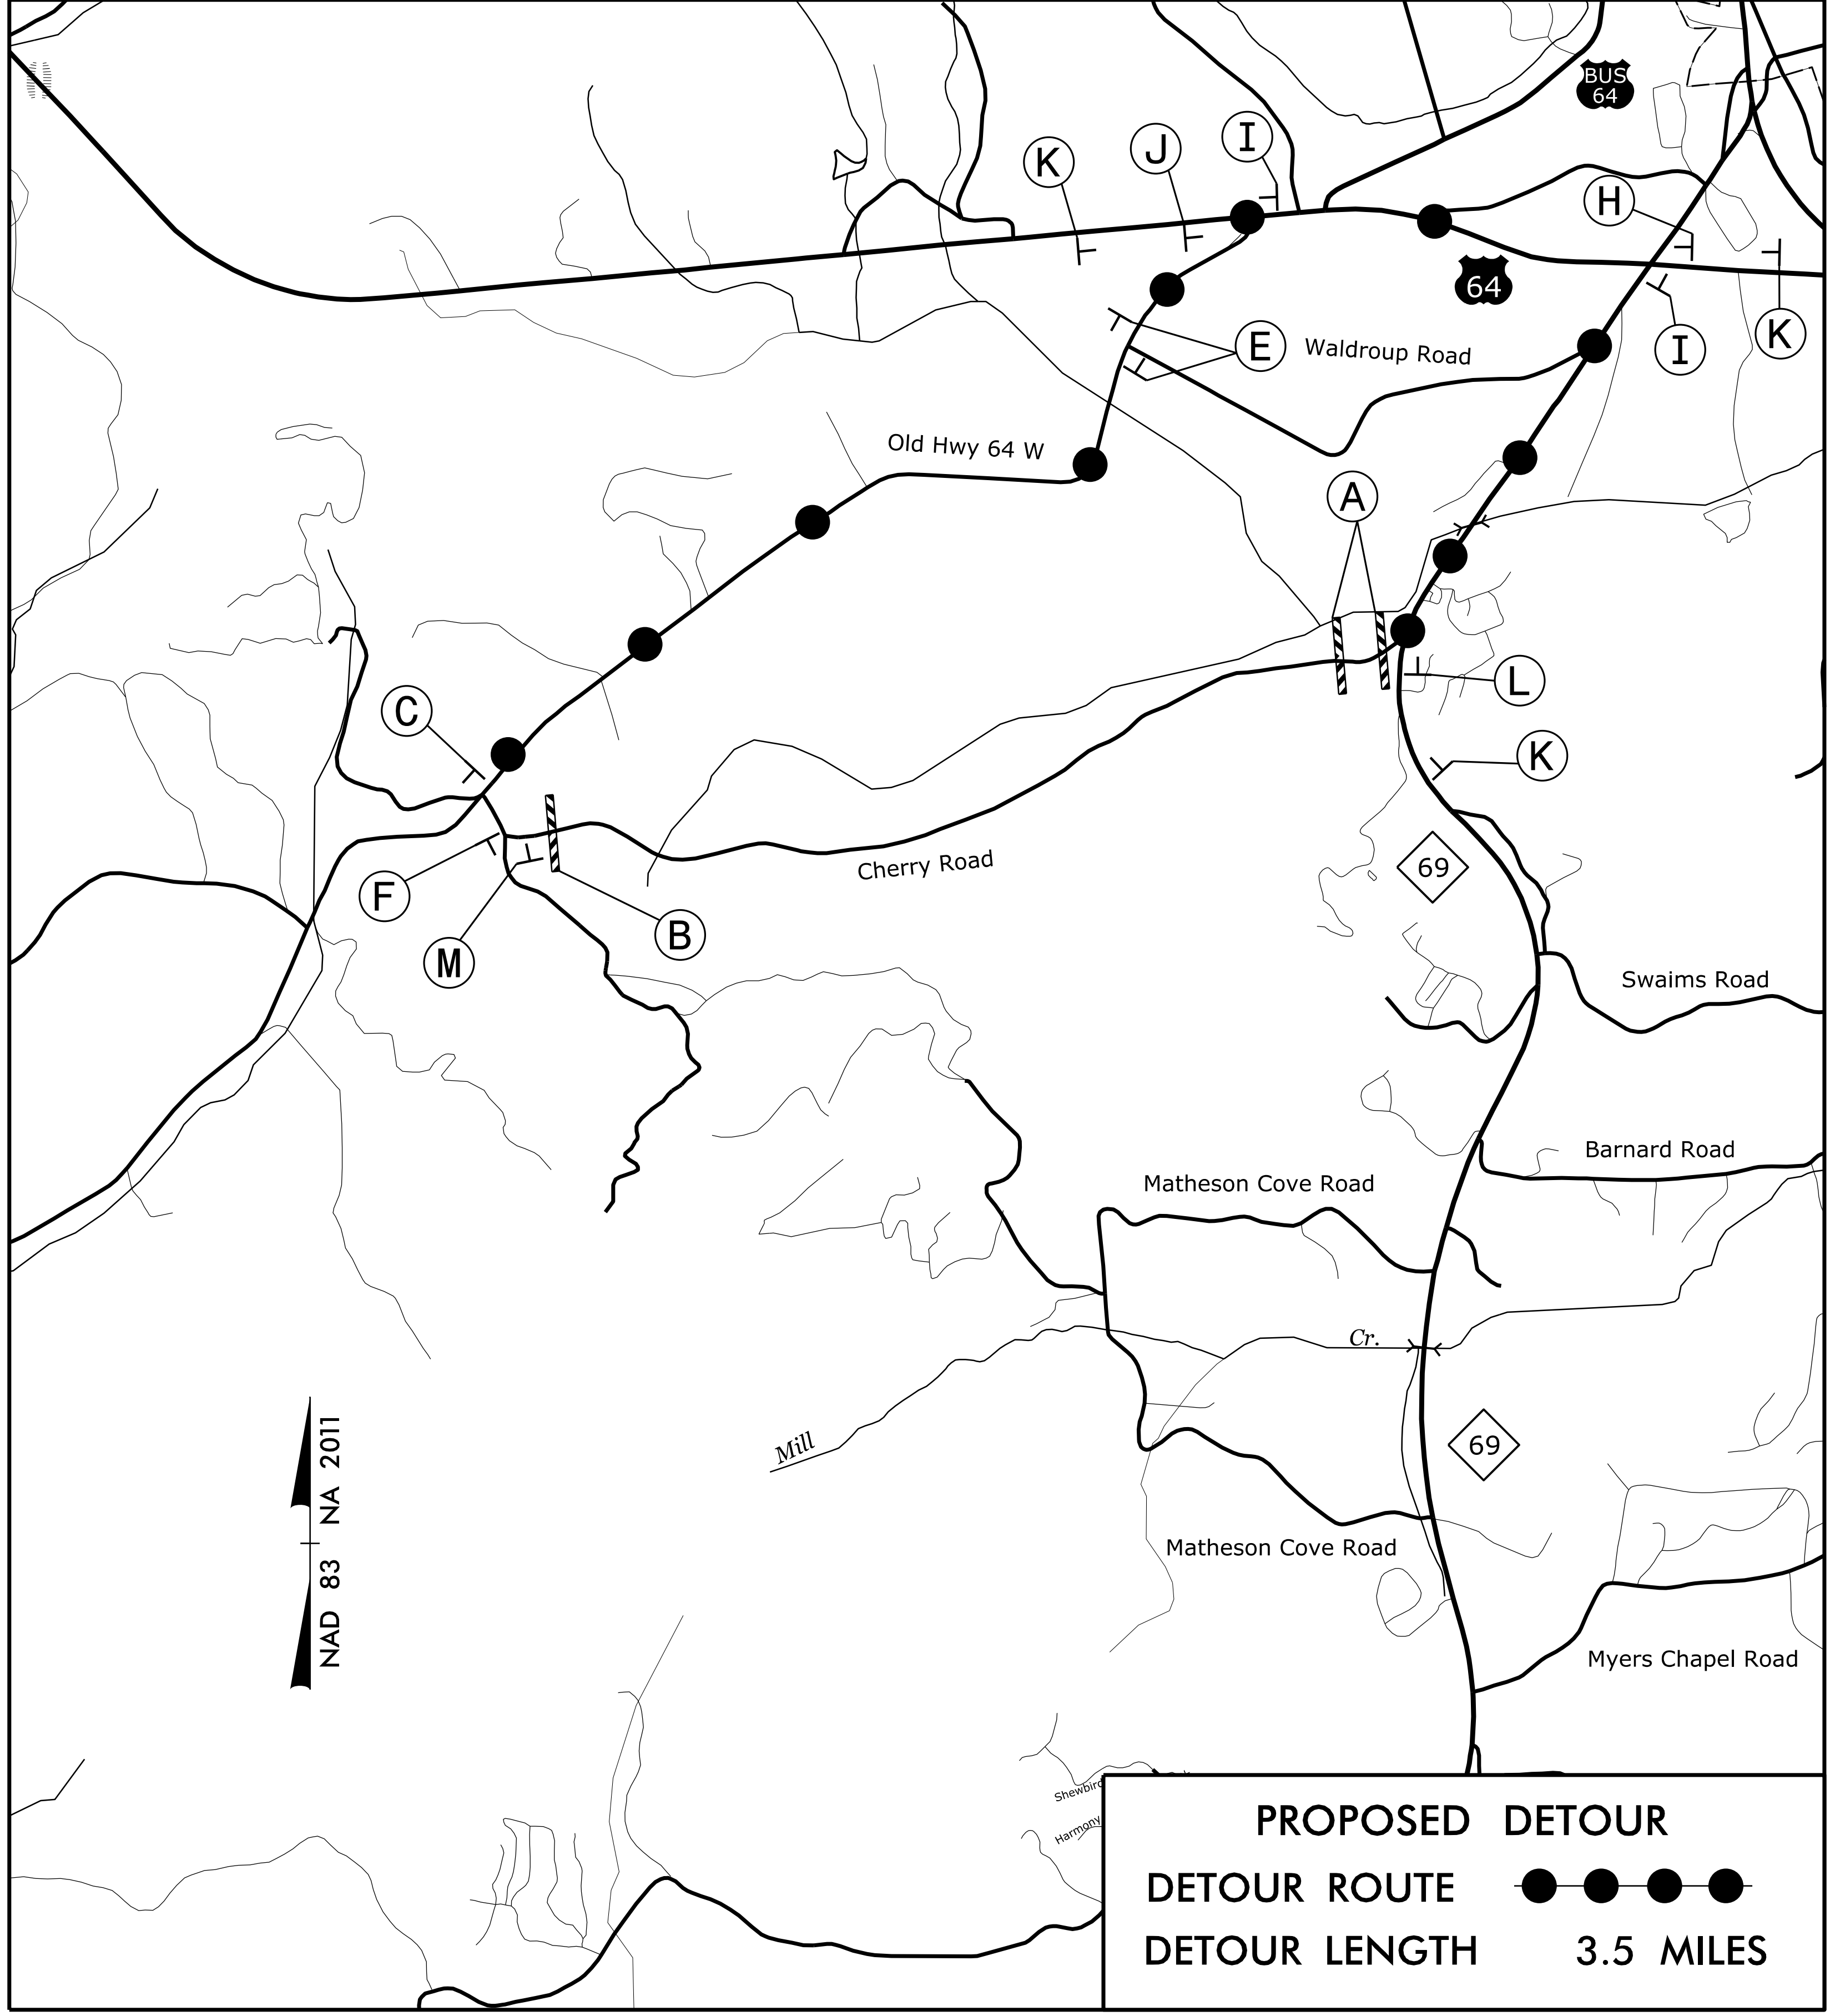 BUS
64
K
J
I
H
64
E
Waldroup Road
I
K
Old Hwy 64 W
A
L
C
K
69
Cherry Road
F
B
M
Swaims Road
Barnard Road
Matheson Cove Road
Cr.
Mill
69
NAD 83 NA 2011
Matheson Cove Road
Myers Chapel Road
Shewbird
Harmony
PROPOSED DETOUR
DETOUR ROUTE
DETOUR LENGTH 3.5 MILES